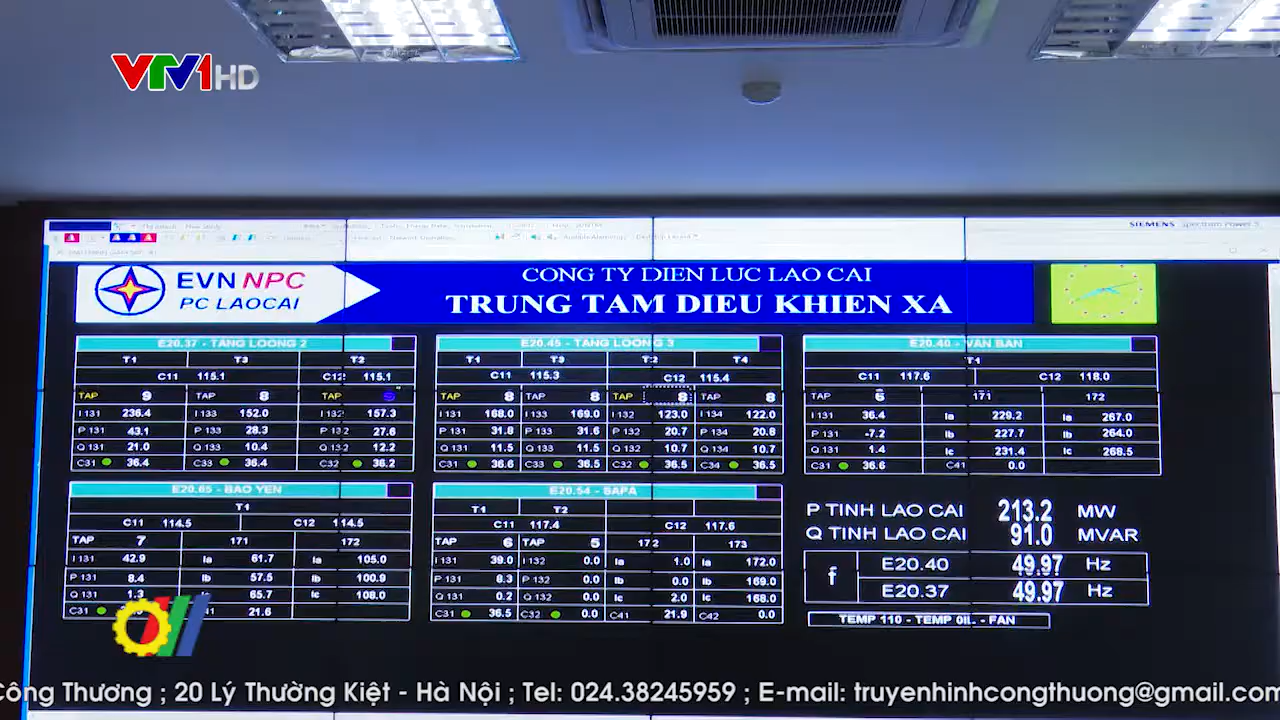 VTV1 HD
SIEMENS Spectrum Power
EVN NPC
PC LAOCAI
CONG TY DIEN LUC LAO CAI
TRUNG TAM DIEU KHIEN XA
E20.37 - TANG LOONG 2
T1 T3 T2
C11 115.1 C12 115.1
TAP 9 TAP 8 TAP
I 131 236.4 I 133 152.0 I 132 157.3
P 131 43.1 P 133 28.3 P 132 27.6
Q 131 21.0 Q 133 10.4 Q 132 12.2
C31 36.4 C33 36.4 C32 36.2
E20.45 - TANG LOONG 3
T1 T3 T2 T4
C11 115.3 C12 115.4
TAP 8 TAP 8 TAP 8 TAP 8
I 131 168.0 I 133 169.0 I 132 123.0 I 134 122.0
P 131 31.8 P 133 31.6 P 132 20.7 P 134 20.8
Q 131 11.5 Q 133 11.5 Q 132 10.7 Q 134 10.7
C31 36.6 C33 36.5 C32 36.5 C34 36.5
E20.40 - VAN BAN
T1
C11 117.6 C12 118.0
TAP 6 171 172
I 131 36.4 Ia 229.2 Ia 267.0
P 131 -7.2 Ib 227.7 Ib 264.0
Q 131 1.4 Ic 231.4 Ic 268.5
C31 36.6 C41 0.0
E20.65 - BAO YEN
T1
C11 114.5 C12 114.5
TAP 7 171 172
I 131 42.9 Ia 61.7 Ia 105.0
P 131 8.4 Ib 57.5 Ib 100.9
Q 131 1.3 65.7 Ic 108.0
C31 21.6
E20.54 - SAPA
T1 T2
C11 117.4 C12 117.6
TAP 6 TAP 5 172 173
I 131 39.0 I 132 0.0 Ia 1.0 Ia 172.0
P 131 8.3 P 132 0.0 Ib 0.0 Ib 169.0
Q 131 0.2 Q 132 0.0 Ic 2.0 Ic 168.0
C31 36.5 C32 0.0 C41 21.9 C42 0.0
P TINH LAO CAI 213.2 MW
Q TINH LAO CAI 91.0 MVAR
f E20.40 49.97 Hz
E20.37 49.97 Hz
TEMP 110 - TEMP OIL - FAN
Công Thương ; 20 Lý Thường Kiệt - Hà Nội ; Tel: 024.38245959 ; E-mail: truyenhinhcongthuong@gmail.com